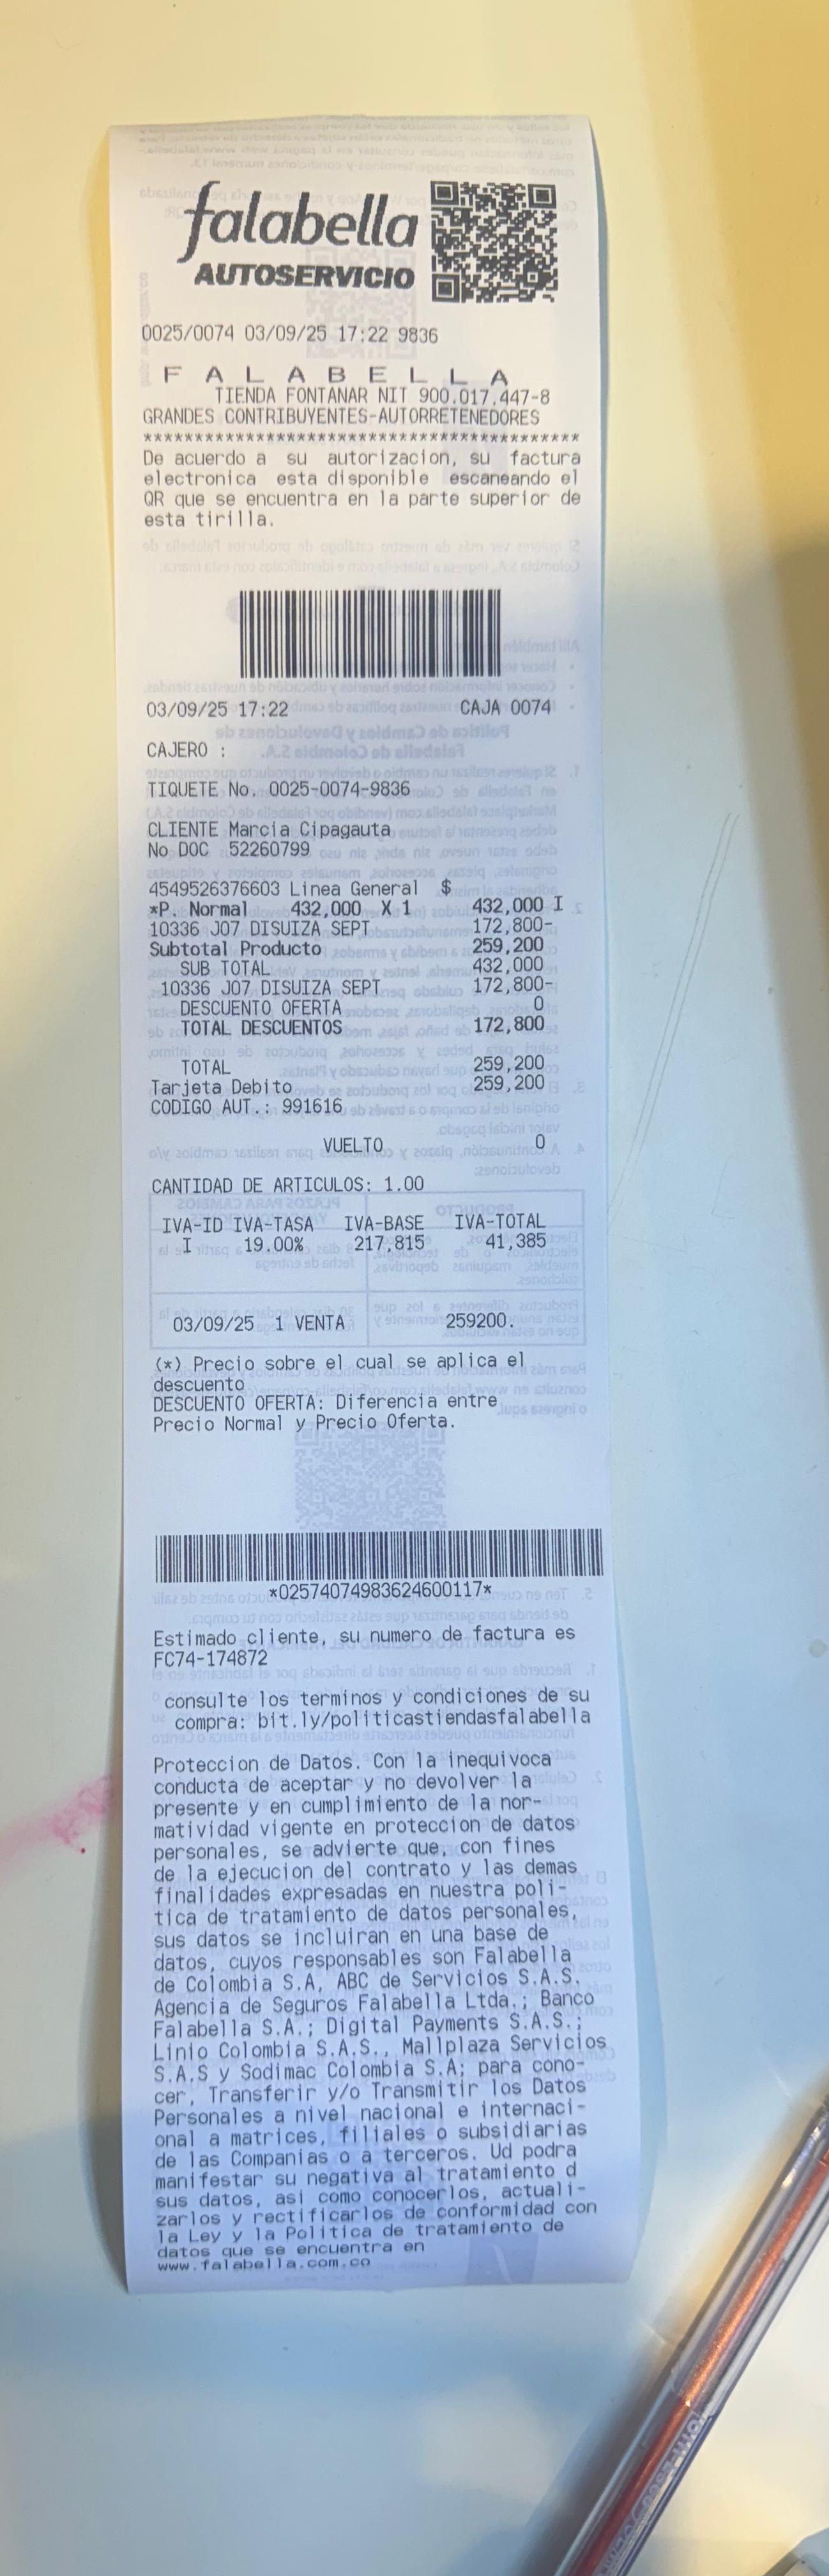 falabella
AUTOSERVICIO
0025/0074 03/09/25 17:22 9836
F A L A B E L L A
TIENDA FONTANAR NIT 900.017.447-8
GRANDES CONTRIBUYENTES-AUTORRETENEDORES
******************************************
De acuerdo a su autorizacion, su factura
electronica esta disponible escaneando el
QR que se encuentra en la parte superior de
esta tirilla.
03/09/25 17:22 CAJA 0074
CAJERO :
TIQUETE No. 0025-0074-9836
CLIENTE Marcia Cipagauta
No DOC 52260799
4549526376603 Linea General $
*P. Normal 432,000 X 1 432,000 I
10336 J07 DISUIZA SEPT 172,800-
Subtotal Producto 259,200
SUB TOTAL 432,000
10336 J07 DISUIZA SEPT 172,800-
DESCUENTO OFERTA 0
TOTAL DESCUENTOS 172,800
TOTAL 259,200
Tarjeta Debito 259,200
CODIGO AUT.: 991616
VUELTO 0
CANTIDAD DE ARTICULOS: 1.00
IVA-ID IVA-TASA IVA-BASE IVA-TOTAL
I 19.00% 217,815 41,385
03/09/25 1 VENTA 259200.
(*) Precio sobre el cual se aplica el
descuento
DESCUENTO OFERTA: Diferencia entre
Precio Normal y Precio Oferta.
*02574074983624600117*
Estimado cliente, su numero de factura es
FC74-174872
consulte los terminos y condiciones de su
compra: bit.ly/politicastiendasfalabella
Proteccion de Datos. Con la inequivoca
conducta de aceptar y no devolver la
presente y en cumplimiento de la nor-
matividad vigente en proteccion de datos
personales, se advierte que, con fines
de la ejecucion del contrato y las demas
finalidades expresadas en nuestra poli-
tica de tratamiento de datos personales,
sus datos se incluiran en una base de
datos, cuyos responsables son Falabella
de Colombia S.A, ABC de Servicios S.A.S.
Agencia de Seguros Falabella Ltda.; Banco
Falabella S.A.; Digital Payments S.A.S.;
Linio Colombia S.A.S., Mallplaza Servicios
S.A.S y Sodimac Colombia S.A; para cono-
cer, Transferir y/o Transmitir los Datos
Personales a nivel nacional e internaci-
onal a matrices, filiales o subsidiarias
de las Companias o a terceros. Ud podra
manifestar su negativa al tratamiento d
sus datos, asi como conocerlos, actuali-
zarlos y rectificarlos de conformidad con
la Ley y la Politica de tratamiento de
datos que se encuentra en
www.falabella.com.co